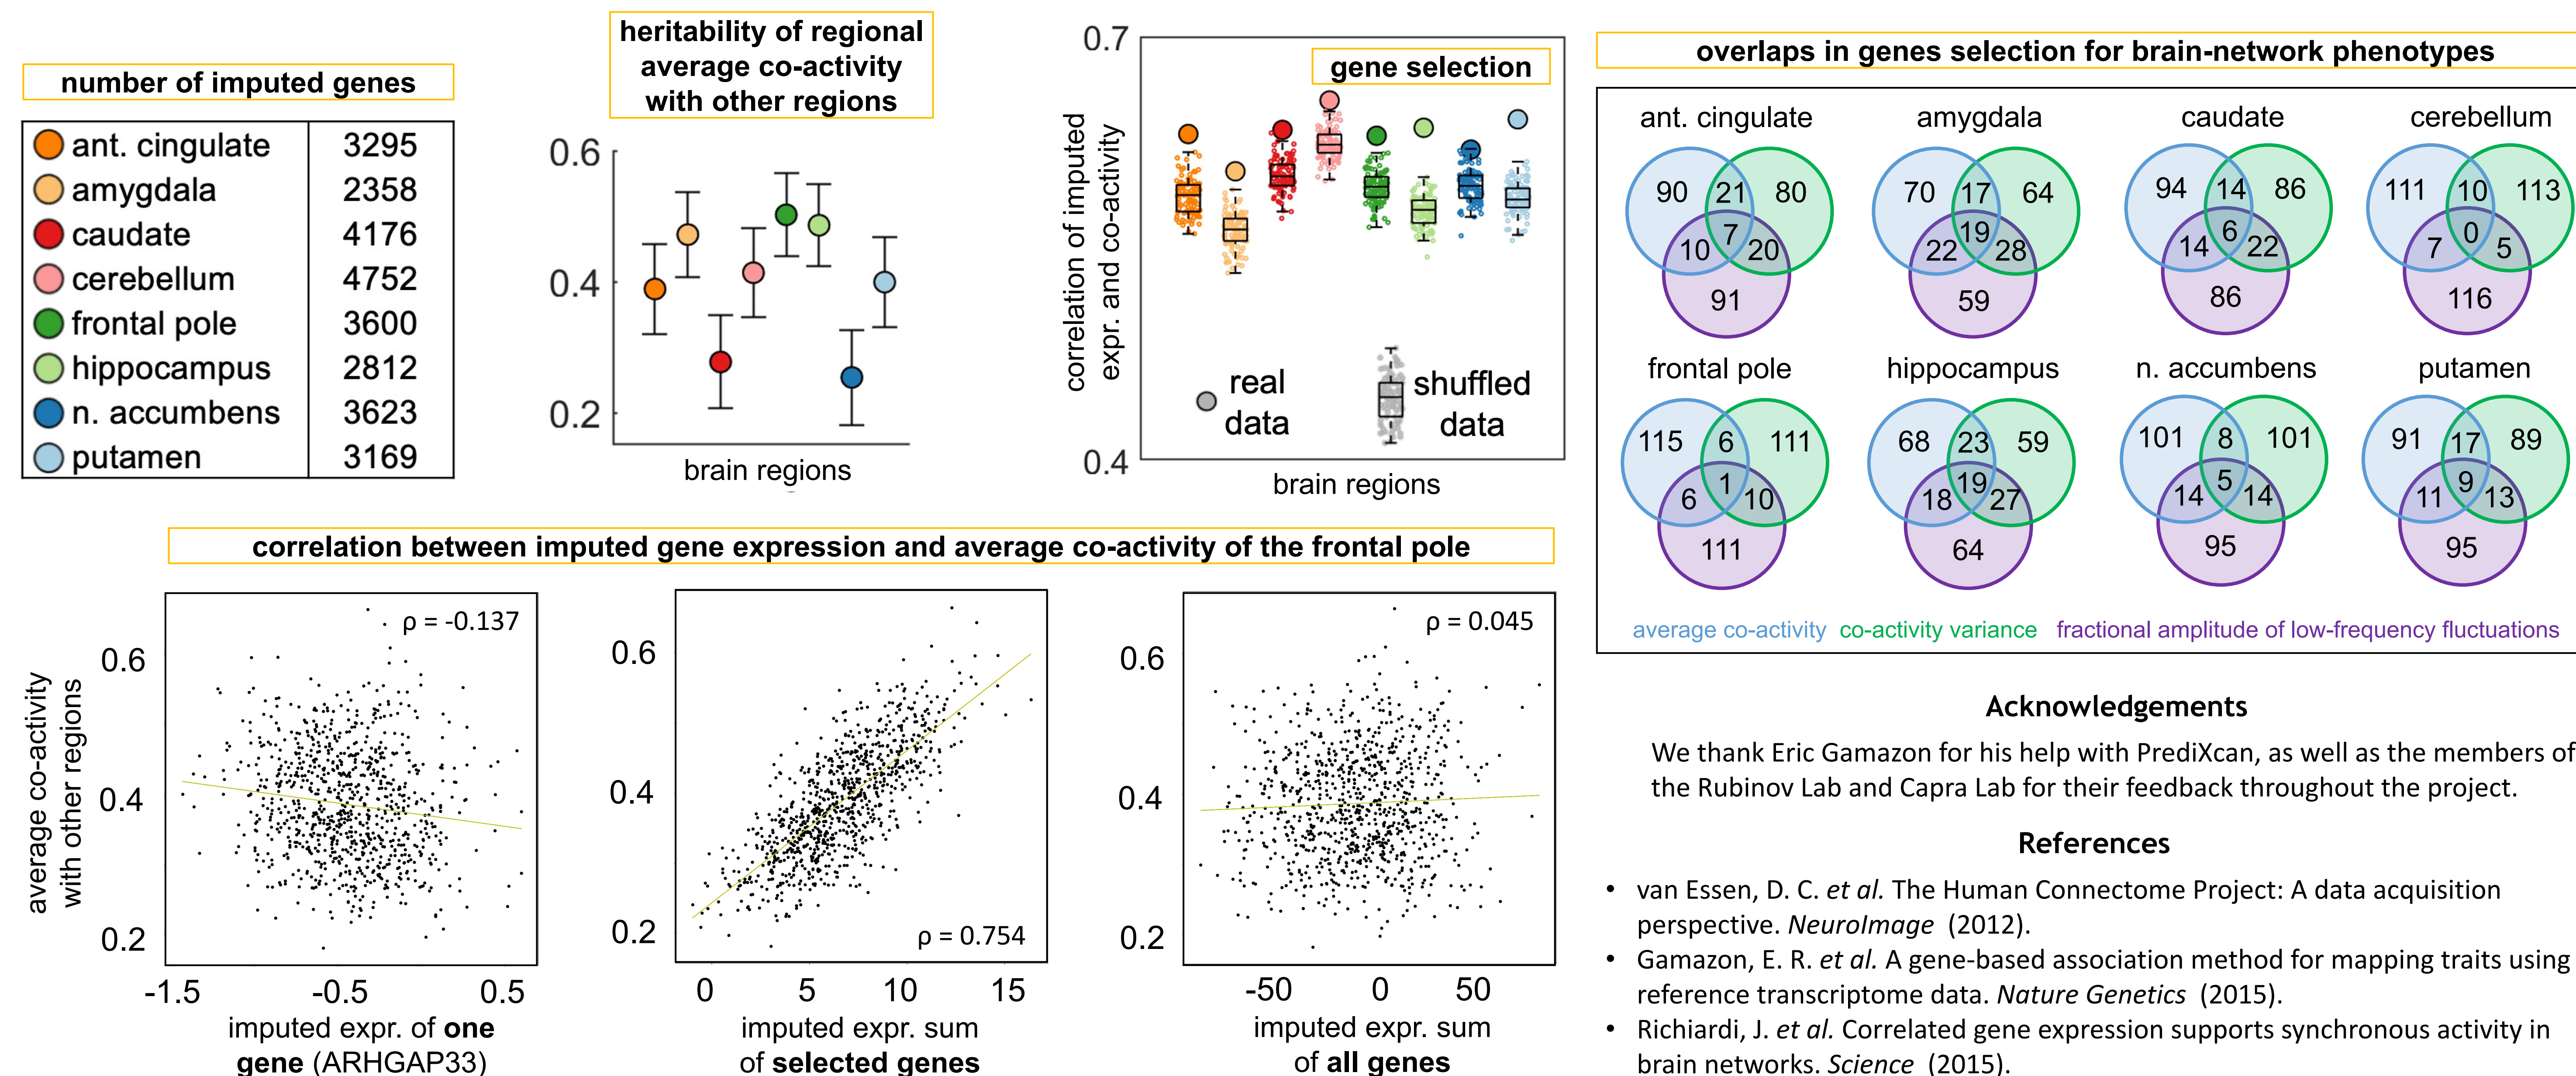 number of imputed genes
ant. cingulate 3295
amygdala 2358
caudate 4176
cerebellum 4752
frontal pole 3600
hippocampus 2812
n. accumbens 3623
putamen 3169
heritability of regional
average co-activity
with other regions
0.6
0.4
0.2
brain regions
gene selection
correlation of imputed
expr. and co-activity
0.7
0.4
real
data
shuffled
data
brain regions
overlaps in genes selection for brain-network phenotypes
ant. cingulate
90 21 80
10 7 20
91
amygdala
70 17 64
22 19 28
59
caudate
94 14 86
14 6 22
86
cerebellum
111 10 113
7 0 5
116
frontal pole
115 6 111
6 1 10
111
hippocampus
68 23 59
18 19 27
64
n. accumbens
101 8 101
14 5 14
95
putamen
91 17 89
11 9 13
95
average co-activity co-activity variance fractional amplitude of low-frequency fluctuations
correlation between imputed gene expression and average co-activity of the frontal pole
average co-activity
with other regions
0.6
0.4
0.2
ρ = -0.137
-1.5 -0.5 0.5
imputed expr. of one
gene (ARHGAP33)
0.6
0.4
0.2
ρ = 0.754
0 5 10 15
imputed expr. sum
of selected genes
0.6
0.4
0.2
ρ = 0.045
-50 0 50
imputed expr. sum
of all genes
Acknowledgements
We thank Eric Gamazon for his help with PrediXcan, as well as the members of
the Rubinov Lab and Capra Lab for their feedback throughout the project.
References
• van Essen, D. C. et al. The Human Connectome Project: A data acquisition
perspective. NeuroImage (2012).
• Gamazon, E. R. et al. A gene-based association method for mapping traits using
reference transcriptome data. Nature Genetics (2015).
• Richiardi, J. et al. Correlated gene expression supports synchronous activity in
brain networks. Science (2015).